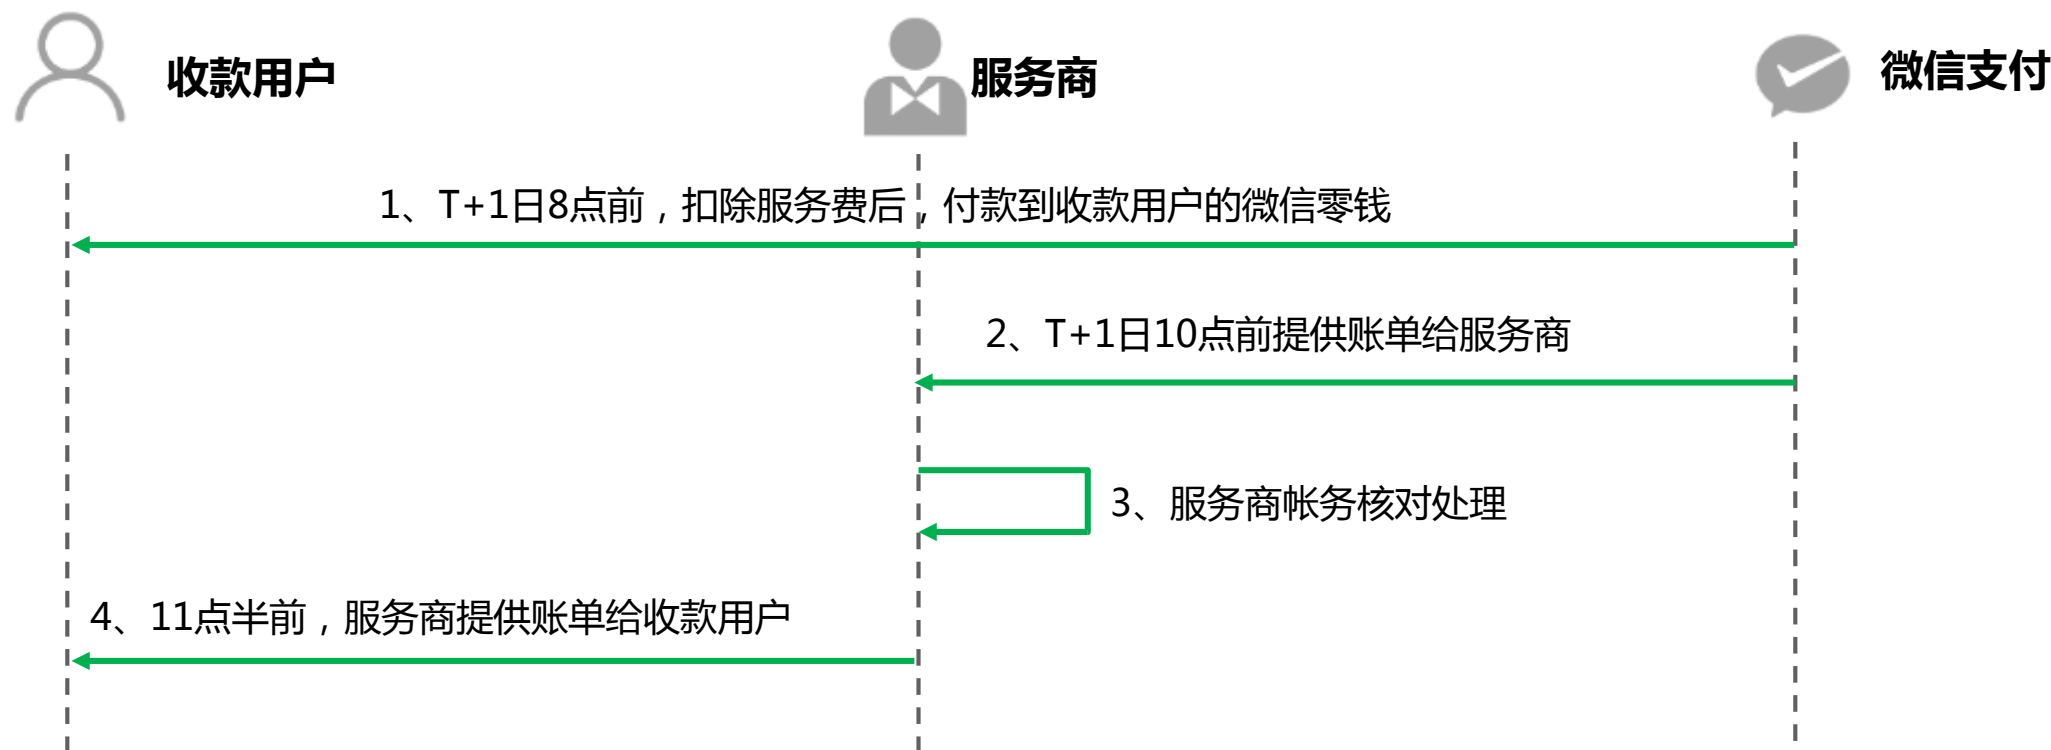 收款用户
服务商
微信支付
1、T+1日8点前，扣除服务费后，付款到收款用户的微信零钱
2、T+1日10点前提供账单给服务商
3、服务商帐务核对处理
4、11点半前，服务商提供账单给收款用户